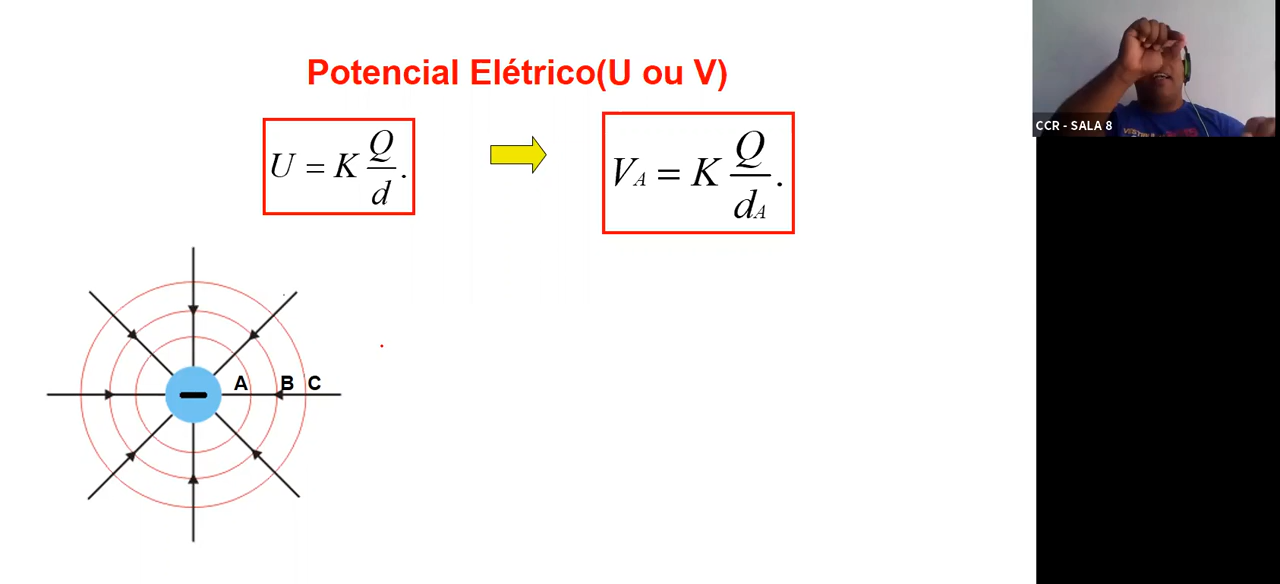 Potencial Elétrico(U ou V)
U = K Q/d.
V_A = K Q/d_A.
A B C
CCR - SALA 8